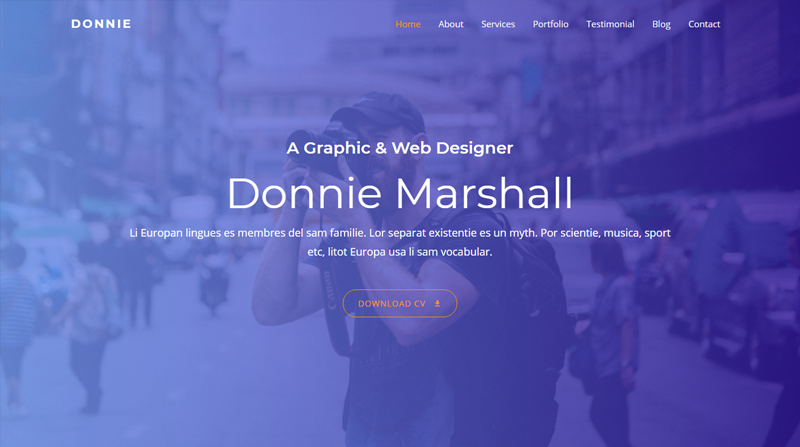 DONNIE
Home About Services Portfolio Testimonial Blog Contact
A Graphic & Web Designer
Donnie Marshall
Li Europan lingues es membres del sam familie. Lor separat existentie es un myth. Por scientie, musica, sport
etc, litot Europa usa li sam vocabular.
DOWNLOAD CV
Canon